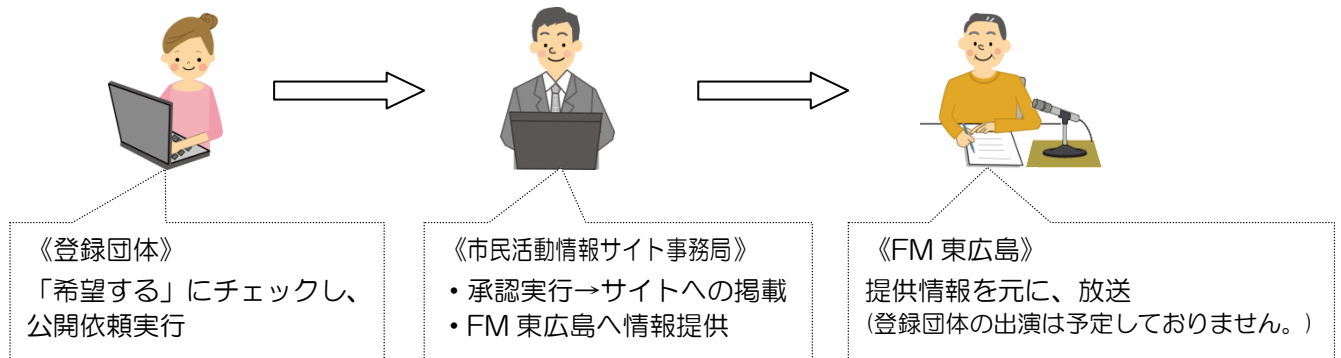 《登録団体》
「希望する」にチェックし、
公開依頼実行
《市民活動情報サイト事務局》
・承認実行→サイトへの掲載
・FM 東広島へ情報提供
《FM 東広島》
提供情報を元に、放送
(登録団体の出演は予定しておりません。)